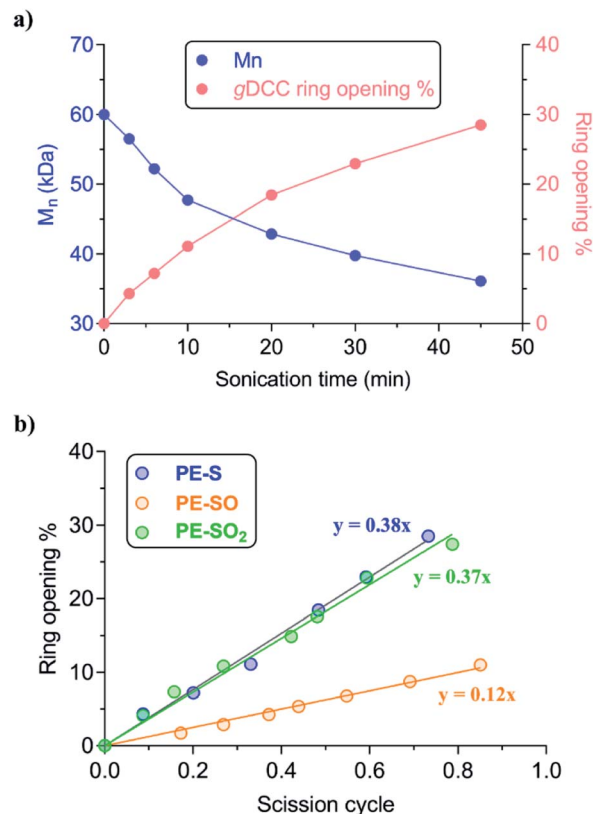 a)
70
60
50
40
30
Mₙ (kDa)
Mn
gDCC ring opening %
40
30
20
10
0
Ring opening %
0 10 20 30 40 50
Sonication time (min)
b)
40
30
20
10
0
Ring opening %
PE-S
PE-SO
PE-SO₂
y = 0.38x
y = 0.37x
y = 0.12x
0.0 0.2 0.4 0.6 0.8 1.0
Scission cycle